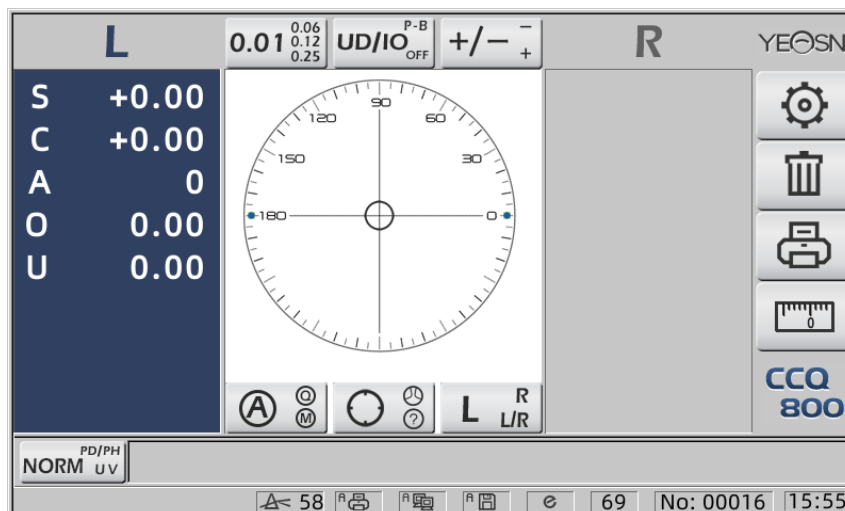 L
0.01 0.06 0.12 0.25
UD/IO P-B OFF
+/− − +
R
YEOSN
S +0.00
C +0.00
A 0
O 0.00
U 0.00
90
120 60
150 30
180 0
0
CCQ
800
A Q M
?
L R L/R
NORM PD/PH UV
58 A A A e 69 No: 00016 15:55